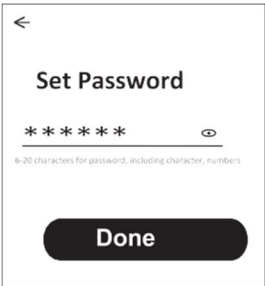 Set Password
******
6-20 characters for password, including character, numbers
Done